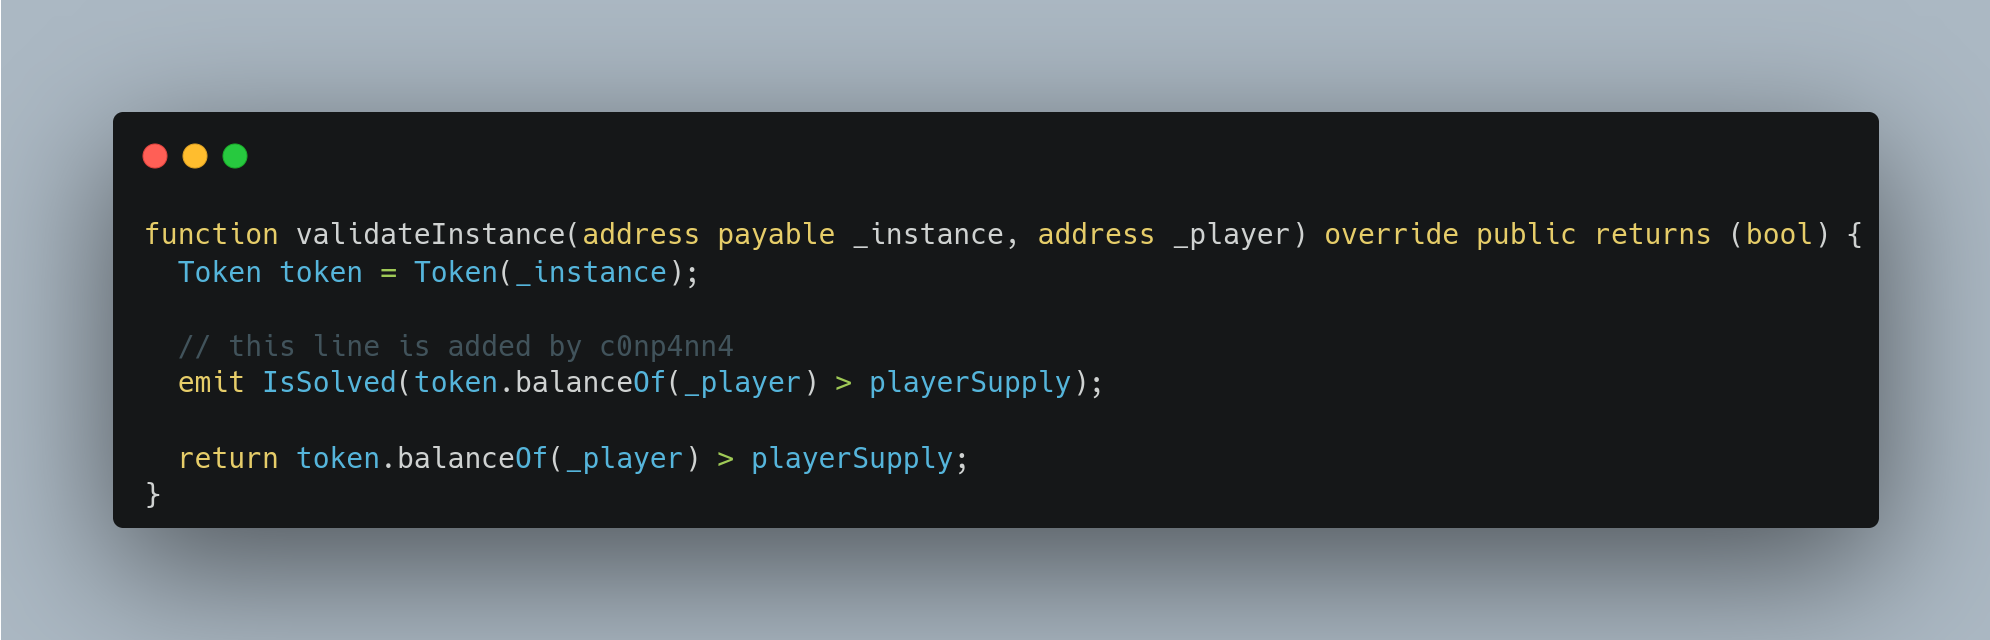 function validateInstance(address payable _instance, address _player) override public returns (bool) {
  Token token = Token(_instance);

  // this line is added by c0np4nn4
  emit IsSolved(token.balanceOf(_player) > playerSupply);

  return token.balanceOf(_player) > playerSupply;
}